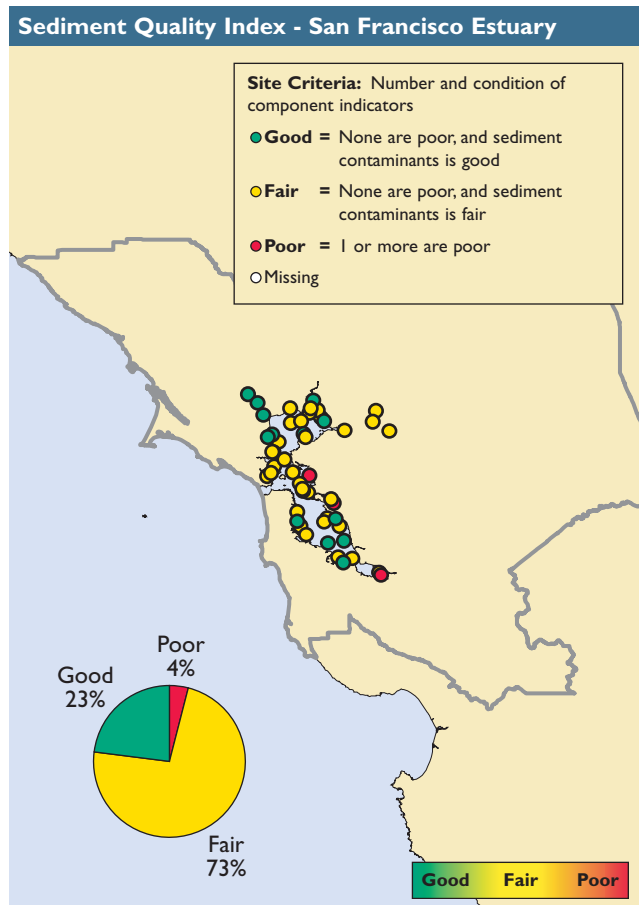 Sediment Quality Index - San Francisco Estuary
Site Criteria: Number and condition of
component indicators
Good = None are poor, and sediment
contaminants is good
Fair = None are poor, and sediment
contaminants is fair
Poor = 1 or more are poor
Missing
Poor
4%
Good
23%
Fair
73%
Good Fair Poor